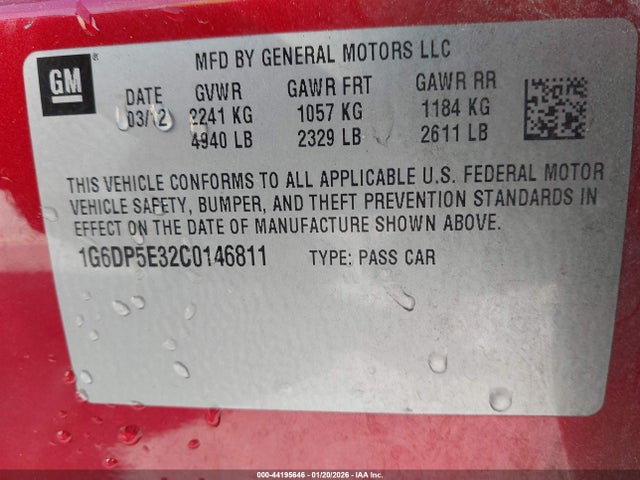 GM
MFD BY GENERAL MOTORS LLC
DATE GVWR GAWR FRT GAWR RR
03/12 2241 KG 1057 KG 1184 KG
4940 LB 2329 LB 2611 LB
THIS VEHICLE CONFORMS TO ALL APPLICABLE U.S. FEDERAL MOTOR
VEHICLE SAFETY, BUMPER, AND THEFT PREVENTION STANDARDS IN
EFFECT ON THE DATE OF MANUFACTURE SHOWN ABOVE.
1G6DP5E32C0146811 TYPE: PASS CAR
000-44195646 - 01/20/2026 - IAA Inc.